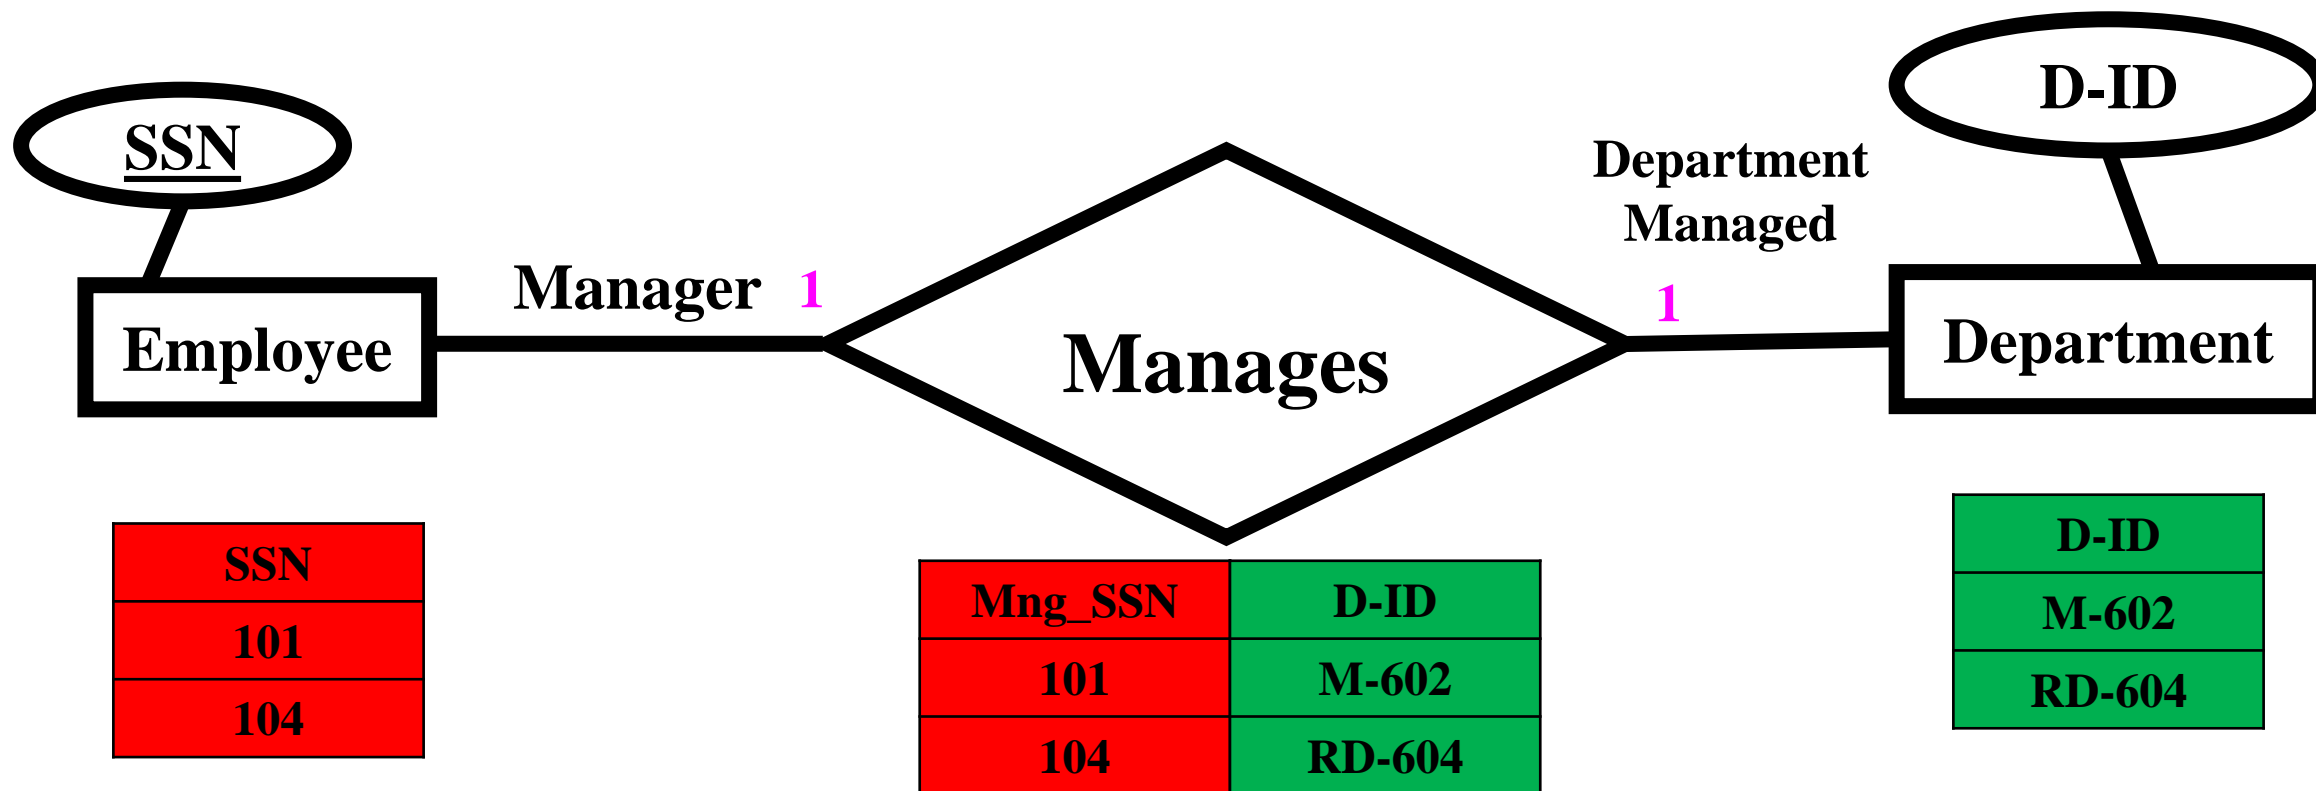 D-ID
SSN
Department
Managed
Manager 1
1
Employee
Manages
Department
SSN
101
104
Mng_SSN D-ID
101 M-602
104 RD-604
D-ID
M-602
RD-604